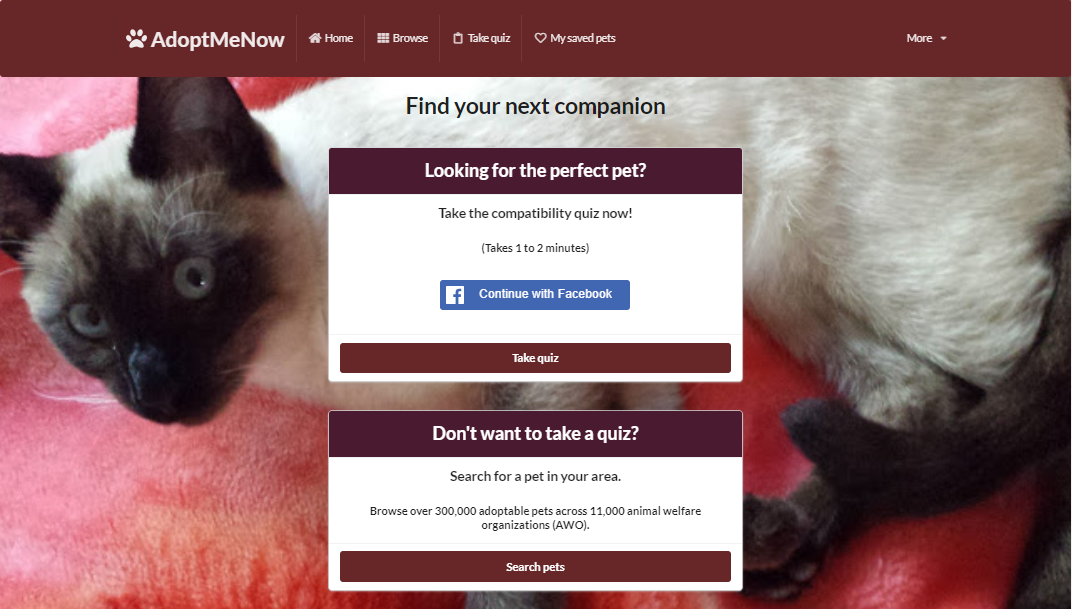 AdoptMeNow Home Browse Take quiz My saved pets More
Find your next companion
Looking for the perfect pet?
Take the compatibility quiz now!
(Takes 1 to 2 minutes)
Continue with Facebook
Take quiz
Don't want to take a quiz?
Search for a pet in your area.
Browse over 300,000 adoptable pets across 11,000 animal welfare
organizations (AWO).
Search pets